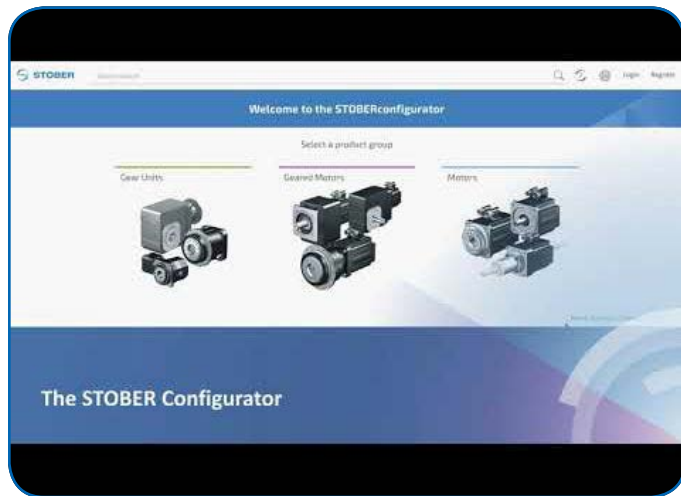 STOBER
Login Register
Welcome to the STOBERconfigurator
Select a product group
Gear Units
Geared Motors
Motors
The STOBER Configurator